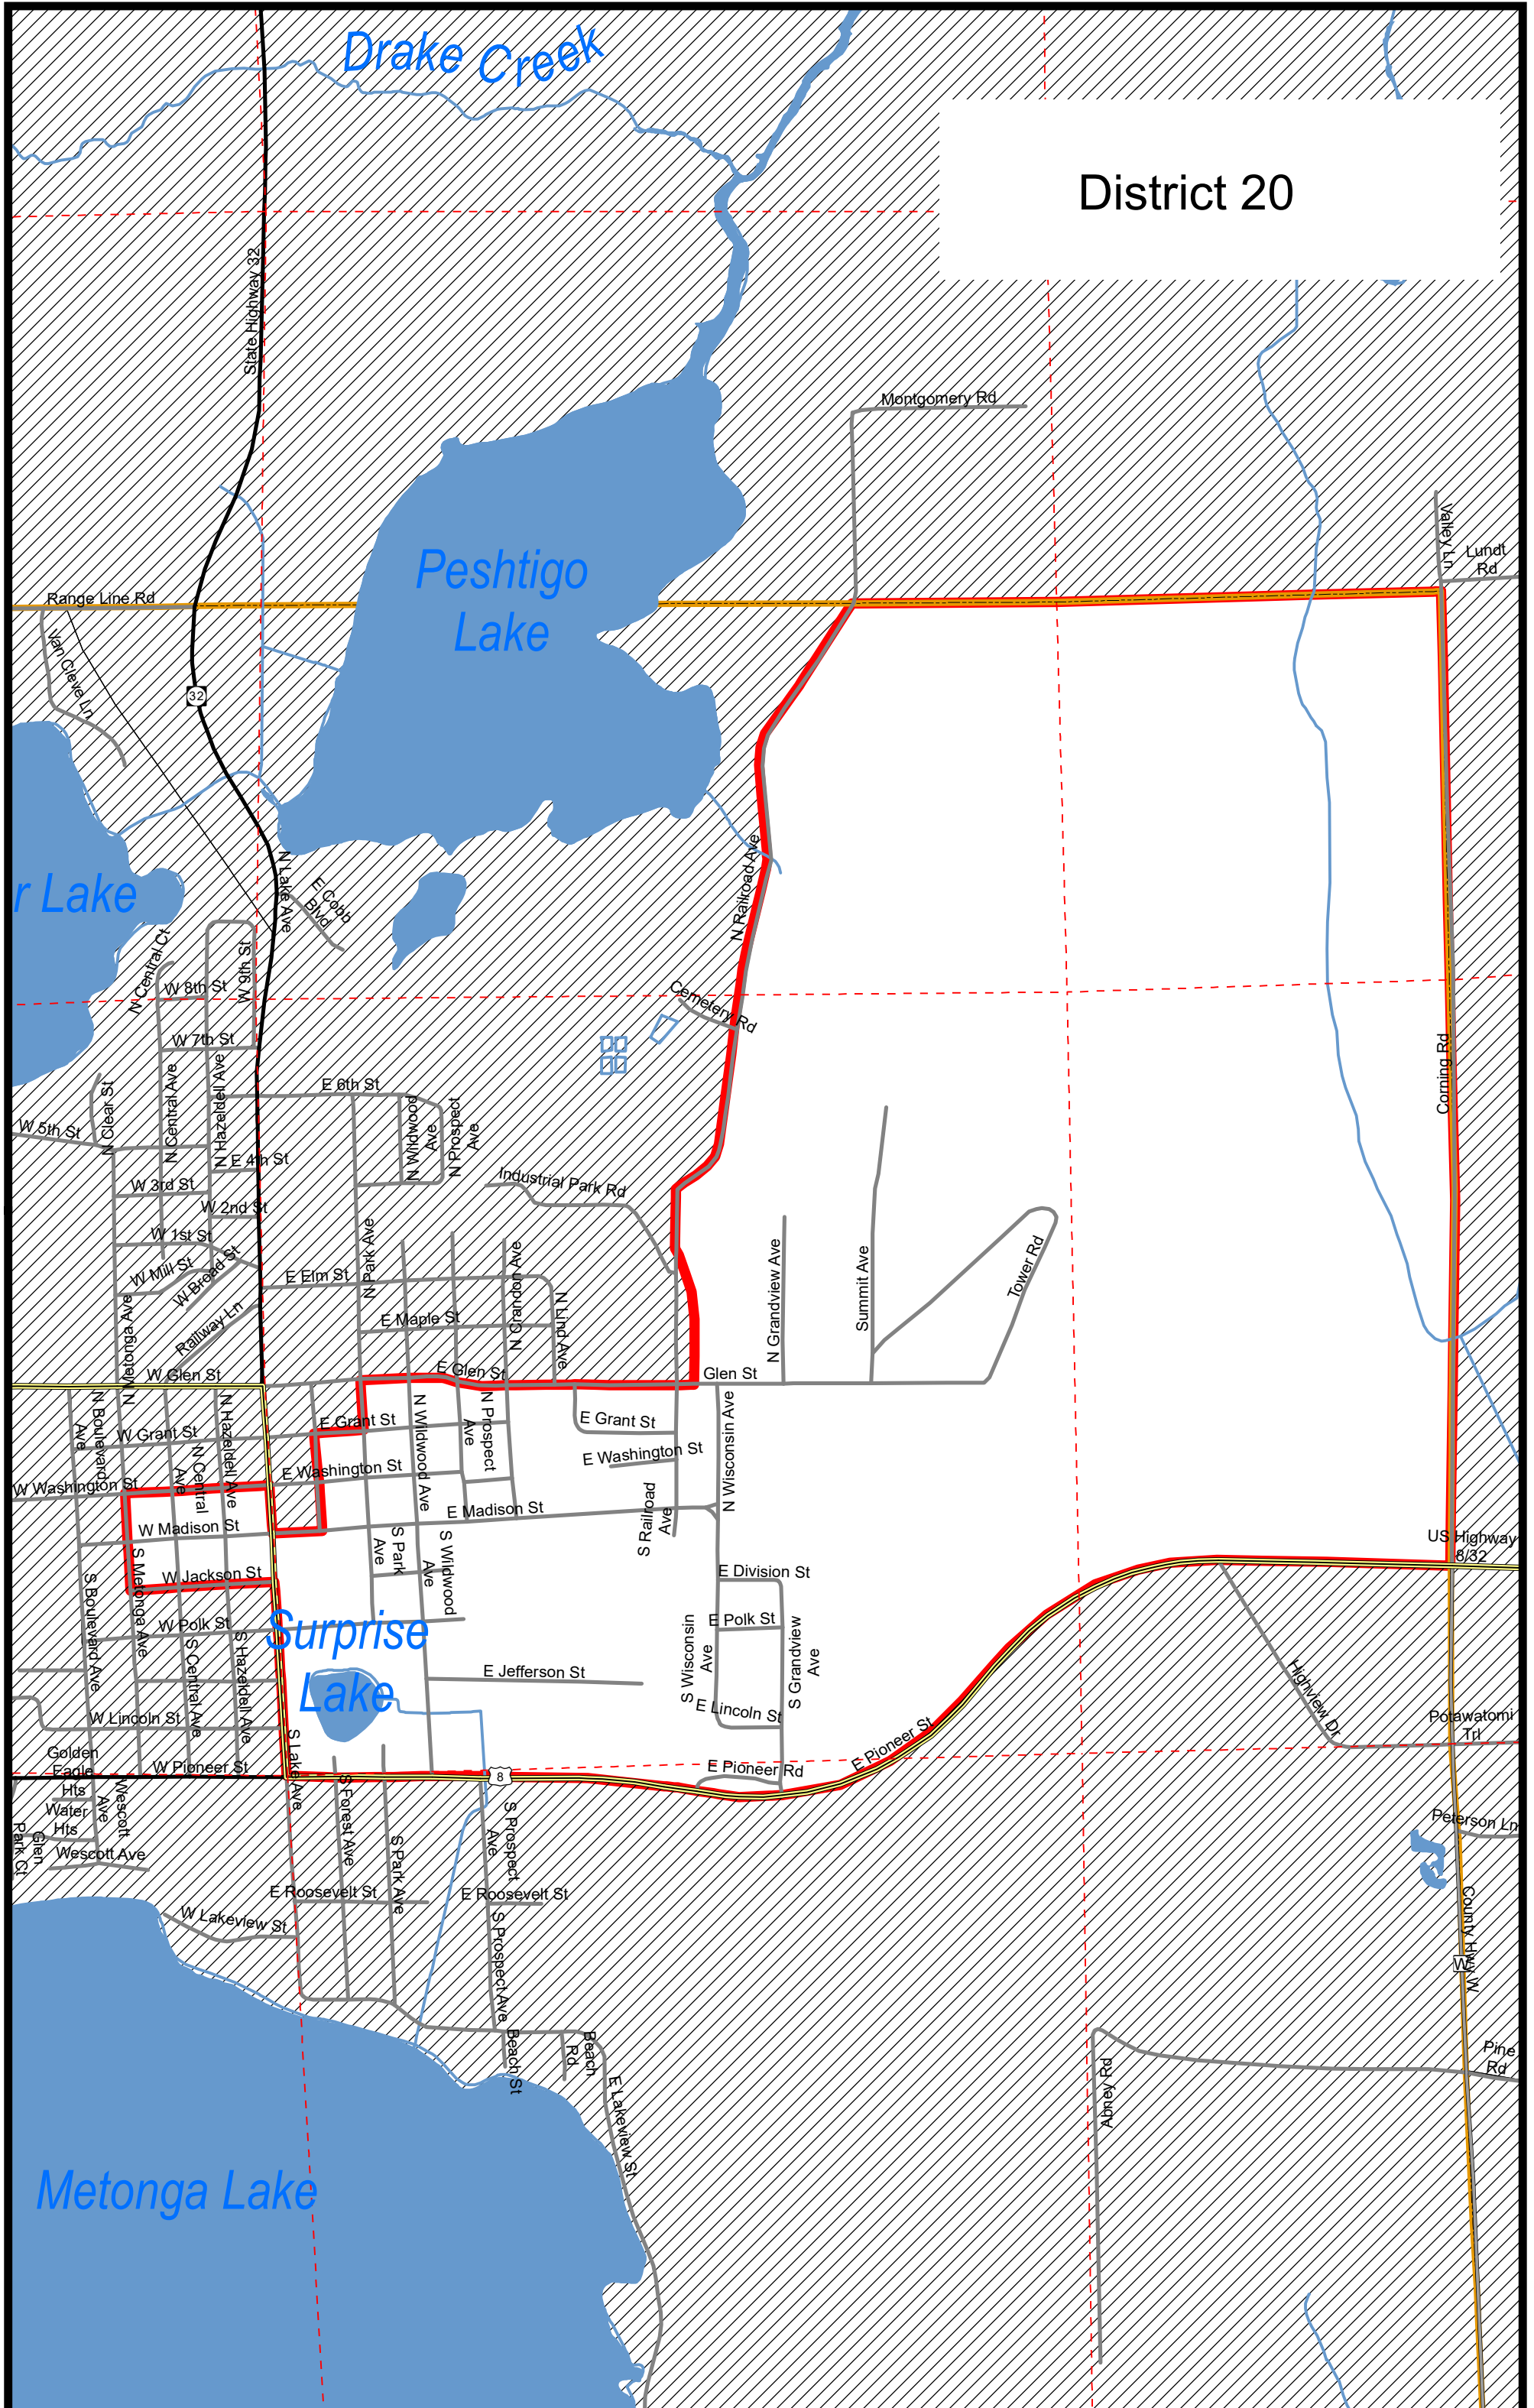 Drake Creek
District 20
State Highway 32
Montgomery Rd
Peshtigo
Lake
Valley Ln
Lundt
Rd
Range Line Rd
Van Cleve Ln
32
r Lake
N Lake Ave
E Cobb
Blvd
N Railroad Ave
N Central Ct
W 9th St
W 8th St
Cemetery Rd
W 7th St
Corning Rd
E 6th St
N Clear St
N Central Ave
N Hazeldell Ave
N Wildwood
Ave
N Prospect
Ave
W 5th St
E 4th St
Industrial Park Rd
W 3rd St
W 2nd St
W 1st St
N Park Ave
N Crandon Ave
N Grandview Ave
Summit Ave
Tower Rd
W Mill St
W Broad St
E Elm St
N Lind Ave
Railway Ln
E Maple St
N Metonga Ave
W Glen St
E Glen St
Glen St
N Boulevard
Ave
N Hazeldell Ave
N Wildwood Ave
N Prospect
Ave
N Wisconsin Ave
W Grant St
E Grant St
E Grant St
N Central
Ave
E Washington St
E Washington St
W Washington St
E Madison St
W Madison St
S Railroad
Ave
S Park
Ave
S Wildwood
Ave
US Highway
8/32
S Metonga Ave
W Jackson St
E Division St
S Boulevard Ave
W Polk St
Surprise
Lake
E Polk St
S Wisconsin
Ave
S Grandview
Ave
S Central Ave
S Hazeldell Ave
E Jefferson St
Highview Dr
W Lincoln St
E Lincoln St
Potawatomi
Trl
S Lake Ave
E Pioneer St
Golden
Eagle
Hts
W Pioneer St
E Pioneer Rd
8
Water
Hts
Wescott
Ave
S Forest Ave
S Park Ave
S Prospect
Ave
Peterson Ln
Glen
Park Ct
Wescott Ave
E Roosevelt St
E Roosevelt St
W Lakeview St
S Prospect Ave
County Hwy W
W
Beach St
Beach
Rd
E Lakeview St
Abney Rd
Pine
Rd
Metonga Lake